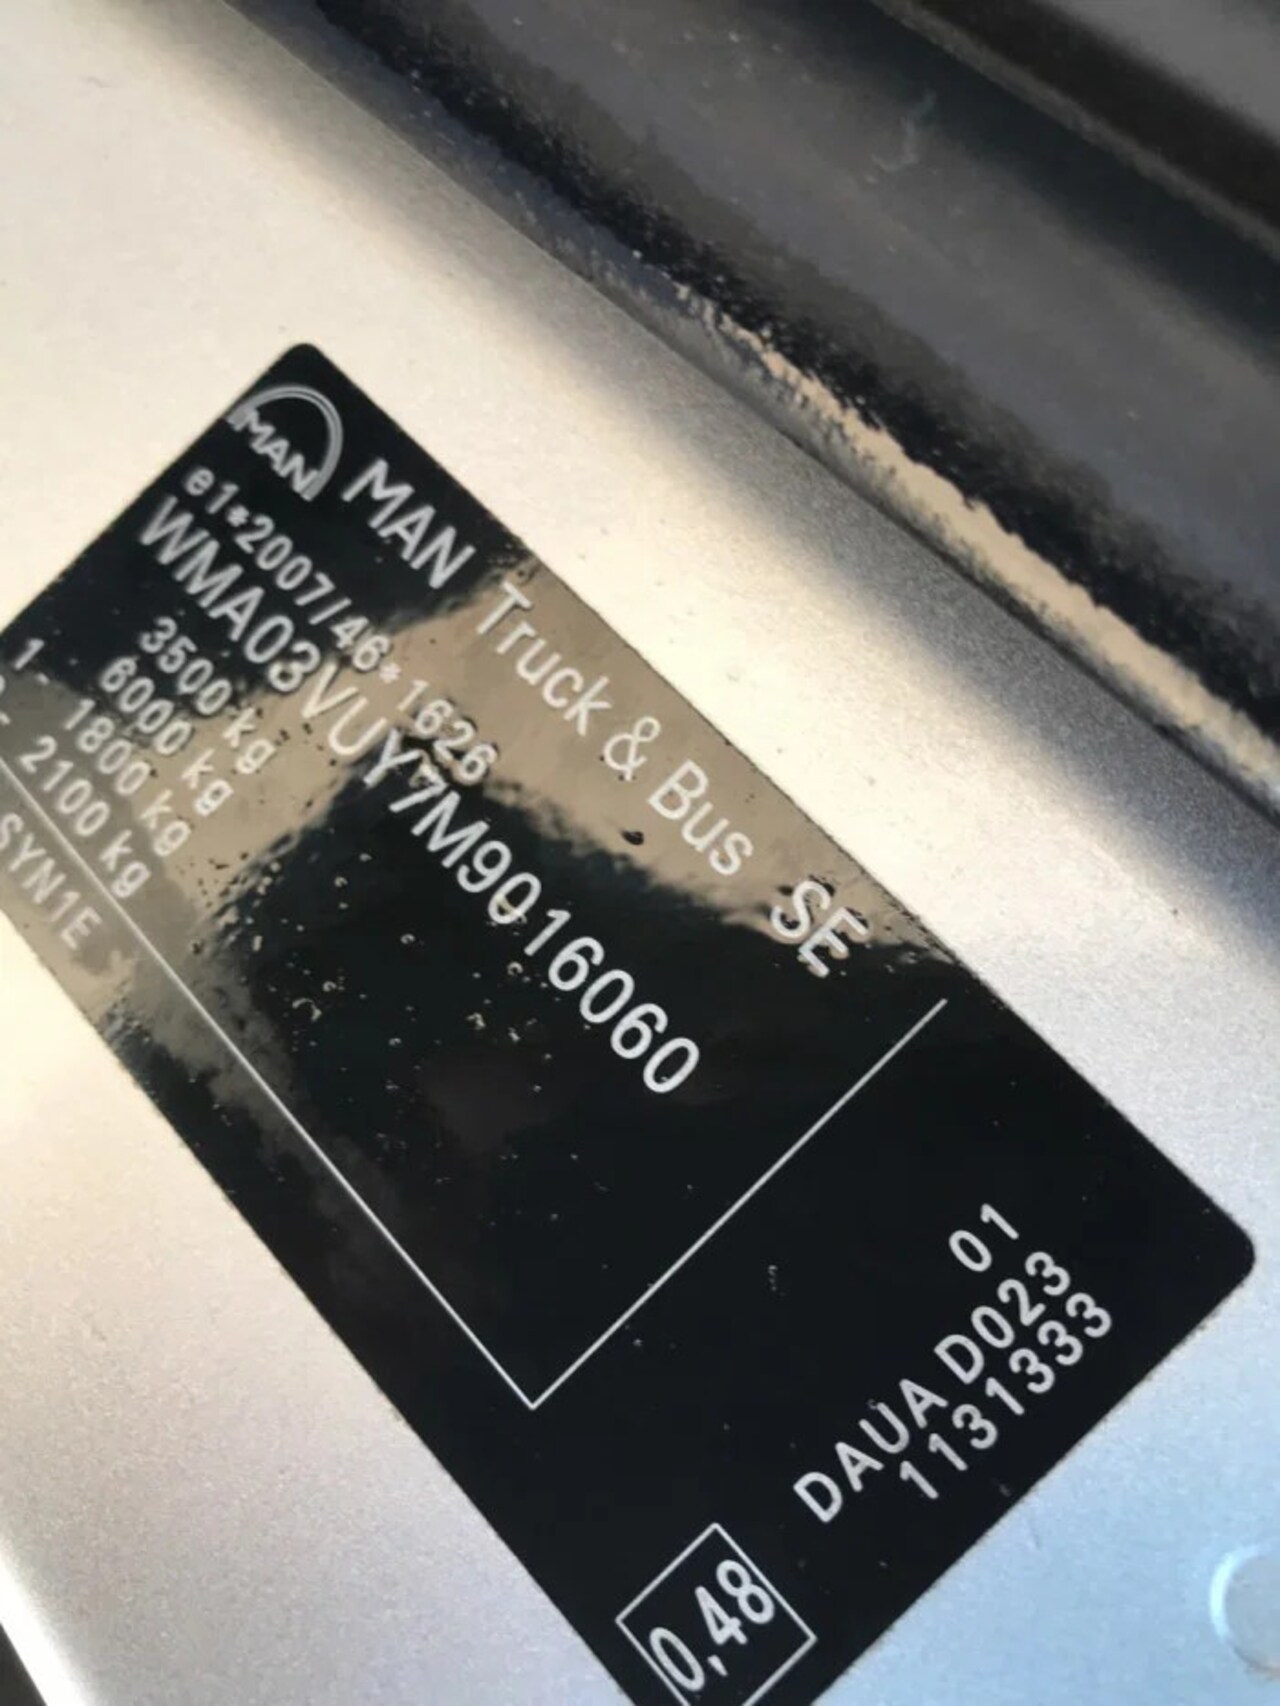 MAN
MAN Truck & Bus SE
e1*2007/46*1626
WMA03VUY7M9016060
3500 kg
6000 kg
1- 1800 kg
2100 kg
SYN1E
01
DAUA D023
1131333
0,48